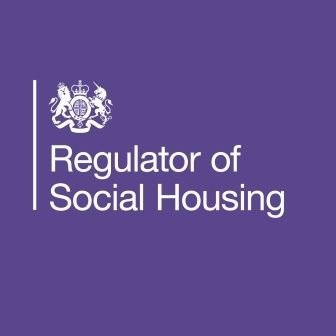 Regulator of
Social Housing